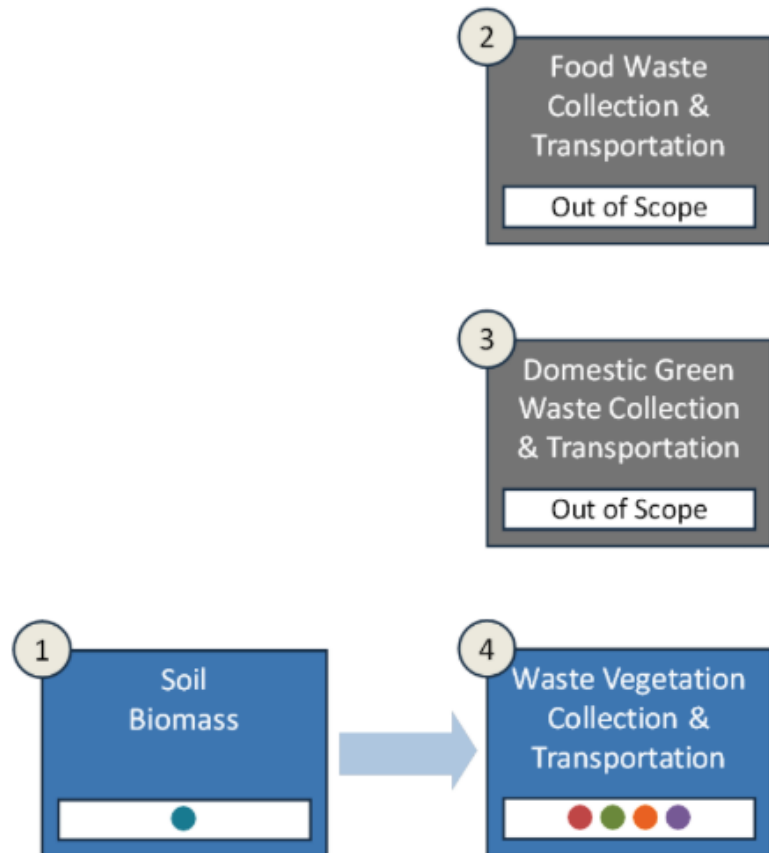 2
Food Waste
Collection &
Transportation
Out of Scope
3
Domestic Green
Waste Collection
& Transportation
Out of Scope
1
Soil
Biomass
4
Waste Vegetation
Collection &
Transportation